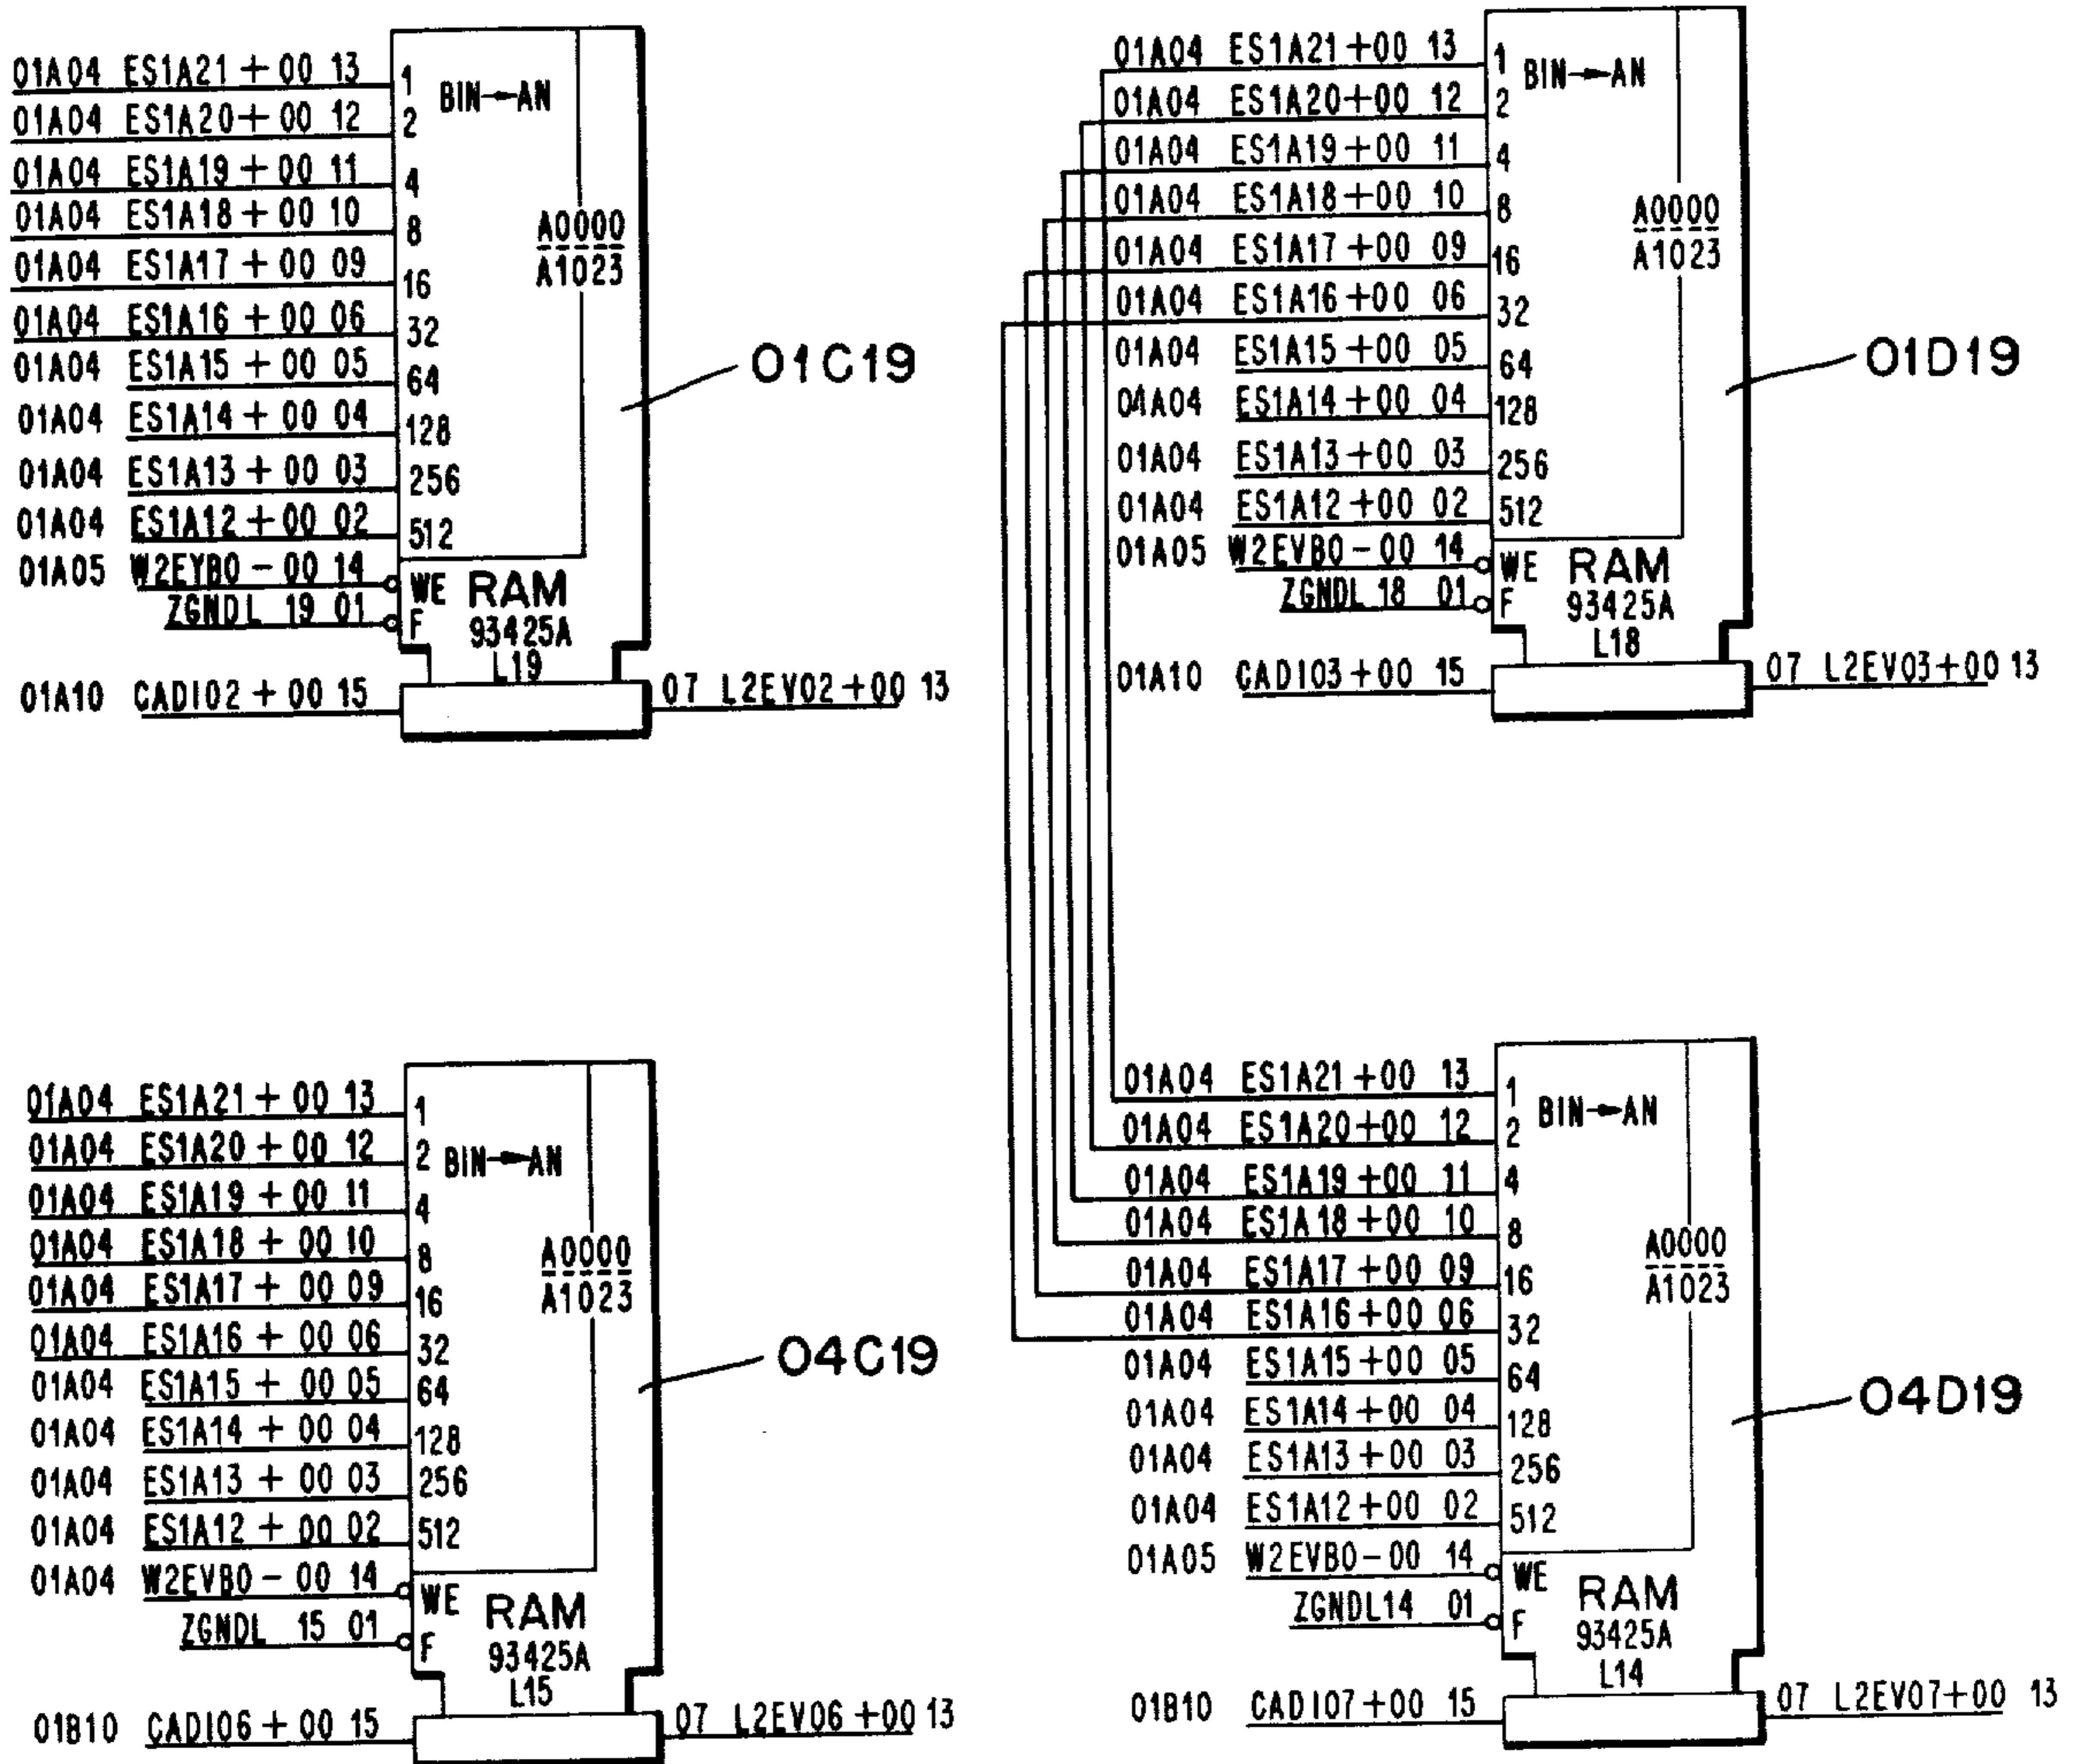 01A04 ES1A21+00 13 1
BIN→AN
01A04 ES1A20+00 12 2
01A04 ES1A19+00 11 4
01A04 ES1A18+00 10 8
A0000
A1023
01A04 ES1A17+00 09 16
01A04 ES1A16+00 06 32
01A04 ES1A15+00 05 64
01C19
01A04 ES1A14+00 04 128
01A04 ES1A13+00 03 256
01A04 ES1A12+00 02 512
01A05 W2EYB0-00 14 WE
RAM
ZGNDL 19 01 F
93425A
L19
01A10 CADI02+00 15
07 L2EV02+00 13
01A04 ES1A21+00 13 1
BIN→AN
01A04 ES1A20+00 12 2
01A04 ES1A19+00 11 4
01A04 ES1A18+00 10 8
A0000
A1023
01A04 ES1A17+00 09 16
01A04 ES1A16+00 06 32
01A04 ES1A15+00 05 64
01D19
01A04 ES1A14+00 04 128
01A04 ES1A13+00 03 256
01A04 ES1A12+00 02 512
01A05 W2EVB0-00 14 WE
RAM
ZGNDL 18 01 F
93425A
L18
01A10 CADI03+00 15
07 L2EV03+00 13
01A04 ES1A21+00 13 1
01A04 ES1A20+00 12 2
BIN→AN
01A04 ES1A19+00 11 4
01A04 ES1A18+00 10 8
A0000
A1023
01A04 ES1A17+00 09 16
01A04 ES1A16+00 06 32
04C19
01A04 ES1A15+00 05 64
01A04 ES1A14+00 04 128
01A04 ES1A13+00 03 256
01A04 ES1A12+00 02 512
01A04 W2EVB0-00 14 WE
RAM
ZGNDL 15 01 F
93425A
L15
01B10 CADI06+00 15
07 L2EV06+00 13
01A04 ES1A21+00 13 1
BIN→AN
01A04 ES1A20+00 12 2
01A04 ES1A19+00 11 4
01A04 ES1A18+00 10 8
A0000
A1023
01A04 ES1A17+00 09 16
01A04 ES1A16+00 06 32
01A04 ES1A15+00 05 64
04D19
01A04 ES1A14+00 04 128
01A04 ES1A13+00 03 256
01A04 ES1A12+00 02 512
01A05 W2EVB0-00 14 WE
RAM
ZGNDL14 01 F
93425A
L14
01B10 CADI07+00 15
07 L2EV07+00 13